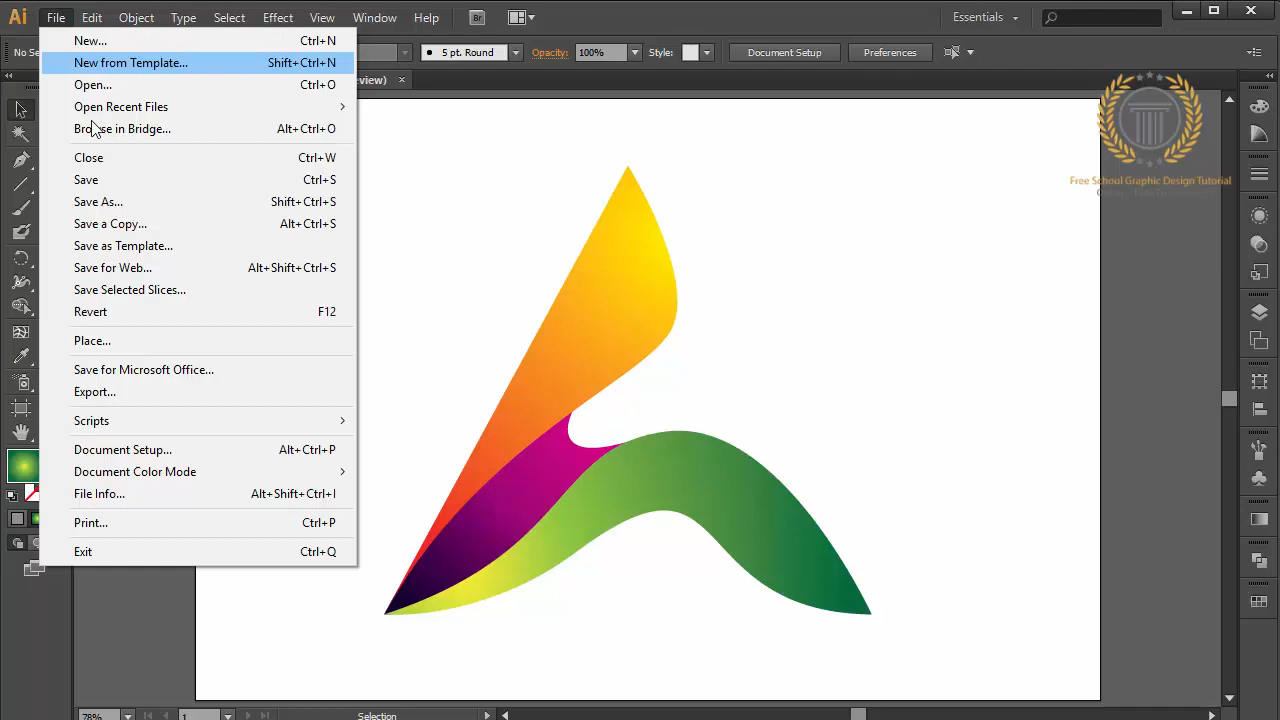 Ai File Edit Object Type Select Effect View Window Help Br Essentials
No Se 5 pt. Round Opacity: 100% Style: Document Setup Preferences
view) ×
New... Ctrl+N
New from Template... Shift+Ctrl+N
Open... Ctrl+O
Open Recent Files
Browse in Bridge... Alt+Ctrl+O
Close Ctrl+W
Save Ctrl+S
Save As... Shift+Ctrl+S
Save a Copy... Alt+Ctrl+S
Save as Template...
Save for Web... Alt+Shift+Ctrl+S
Save Selected Slices...
Revert F12
Place...
Save for Microsoft Office...
Export...
Scripts
Document Setup... Alt+Ctrl+P
Document Color Mode
File Info... Alt+Shift+Ctrl+I
Print... Ctrl+P
Exit Ctrl+Q
Free School Graphic Design Tutorial
78% 1 Selection